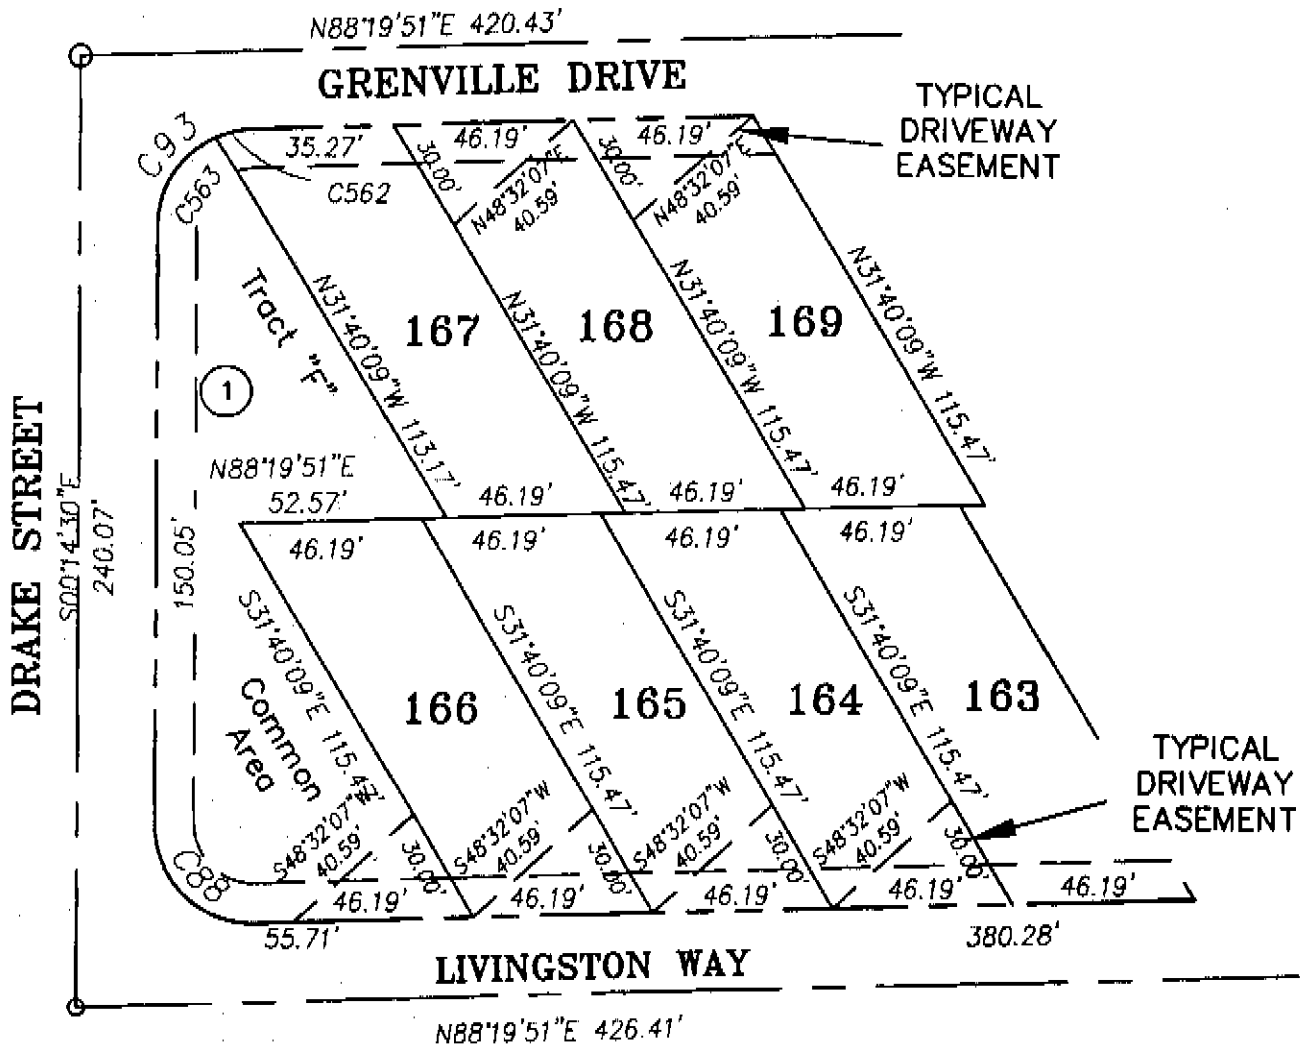 N88°19'51"E 420.43'
GRENVILLE DRIVE
TYPICAL
DRIVEWAY
EASEMENT
C93
C563
35.27'
C562
46.19'
46.19'
30.00'
30.00'
N48°32'07"E
40.59'
N48°32'07"E
40.59'
Tract "F"
N31°40'09"W 113.17'
167
N31°40'09"W 115.47'
168
N31°40'09"W 115.47'
169
N31°40'09"W 115.47'
1
DRAKE STREET
S00°14'30"E
240.07'
150.05'
N88°19'51"E
52.57'
46.19'
46.19'
46.19'
46.19'
46.19'
46.19'
46.19'
S31°40'09"E 115.47'
S31°40'09"E 115.47'
S31°40'09"E 115.47'
S31°40'09"E 115.47'
Common
Area
166
165
164
163
TYPICAL
DRIVEWAY
EASEMENT
C88
S48°32'07"W
40.59'
30.00'
S48°32'07"W
40.59'
30.00'
S48°32'07"W
40.59'
30.00'
S48°32'07"W
40.59'
30.00'
46.19'
46.19'
46.19'
46.19'
46.19'
55.71'
380.28'
LIVINGSTON WAY
N88°19'51"E 426.41'